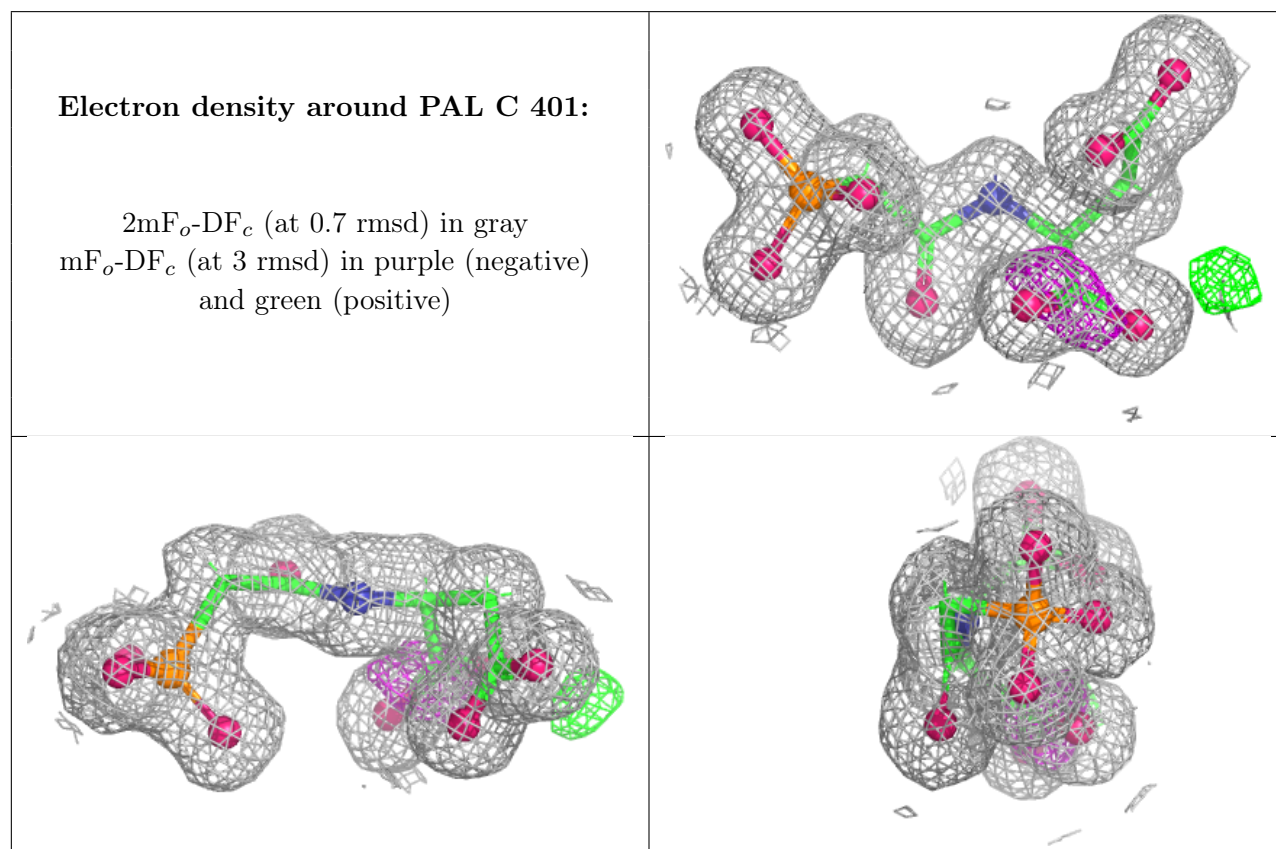 Electron density around PAL C 401:
2mFₒ-DF𝒸 (at 0.7 rmsd) in gray
mFₒ-DF𝒸 (at 3 rmsd) in purple (negative)
and green (positive)